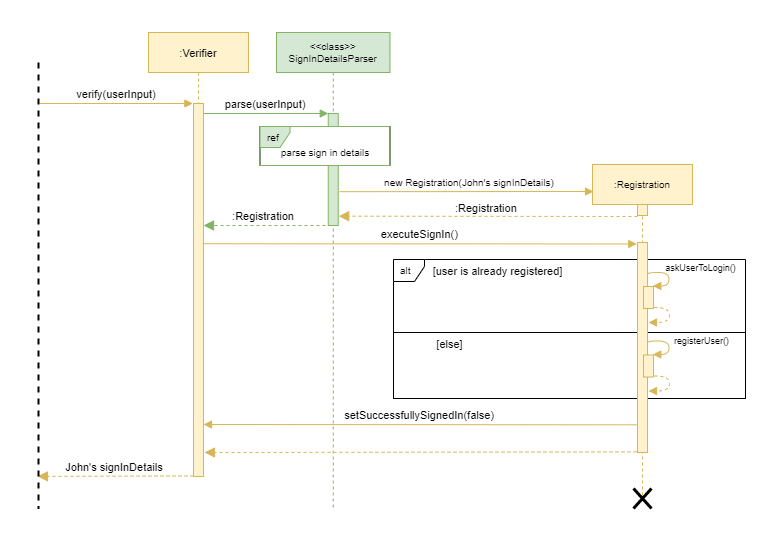 :Verifier
<<class>>
SignInDetailsParser
verify(userInput)
parse(userInput)
ref
parse sign in details
new Registration(John's signInDetails)
:Registration
:Registration
:Registration
executeSignIn()
alt
[user is already registered]
askUserToLogin()
[else]
registerUser()
setSuccessfullySignedIn(false)
John's signInDetails